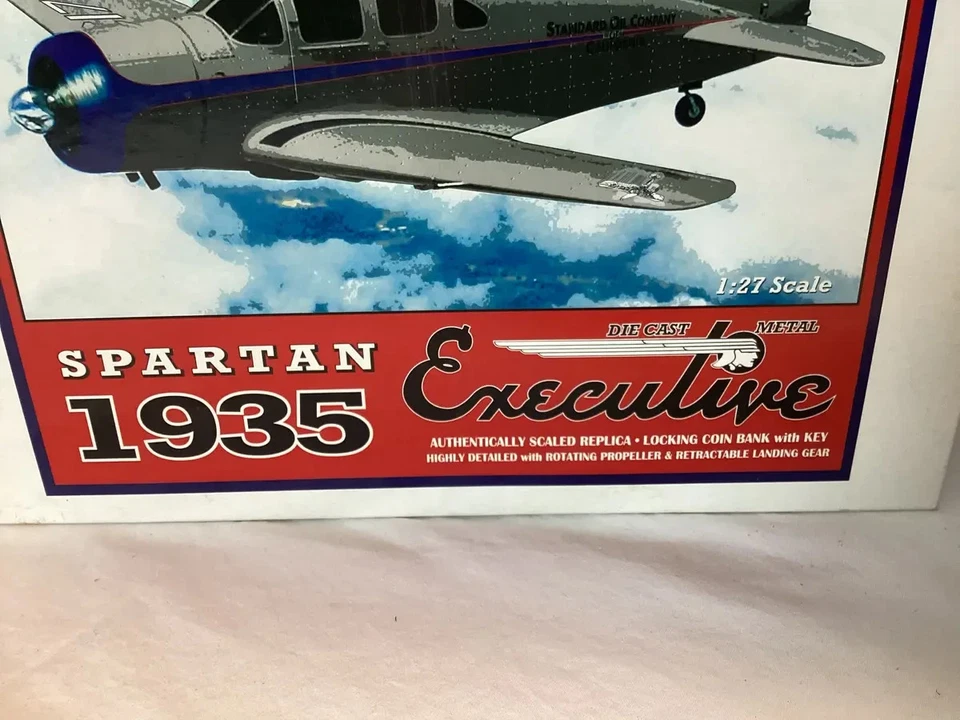 STANDARD OIL COMPANY
1:27 Scale
DIE CAST METAL
SPARTAN
Executive
1935
AUTHENTICALLY SCALED REPLICA • LOCKING COIN BANK with KEY
HIGHLY DETAILED with ROTATING PROPELLER & RETRACTABLE LANDING GEAR